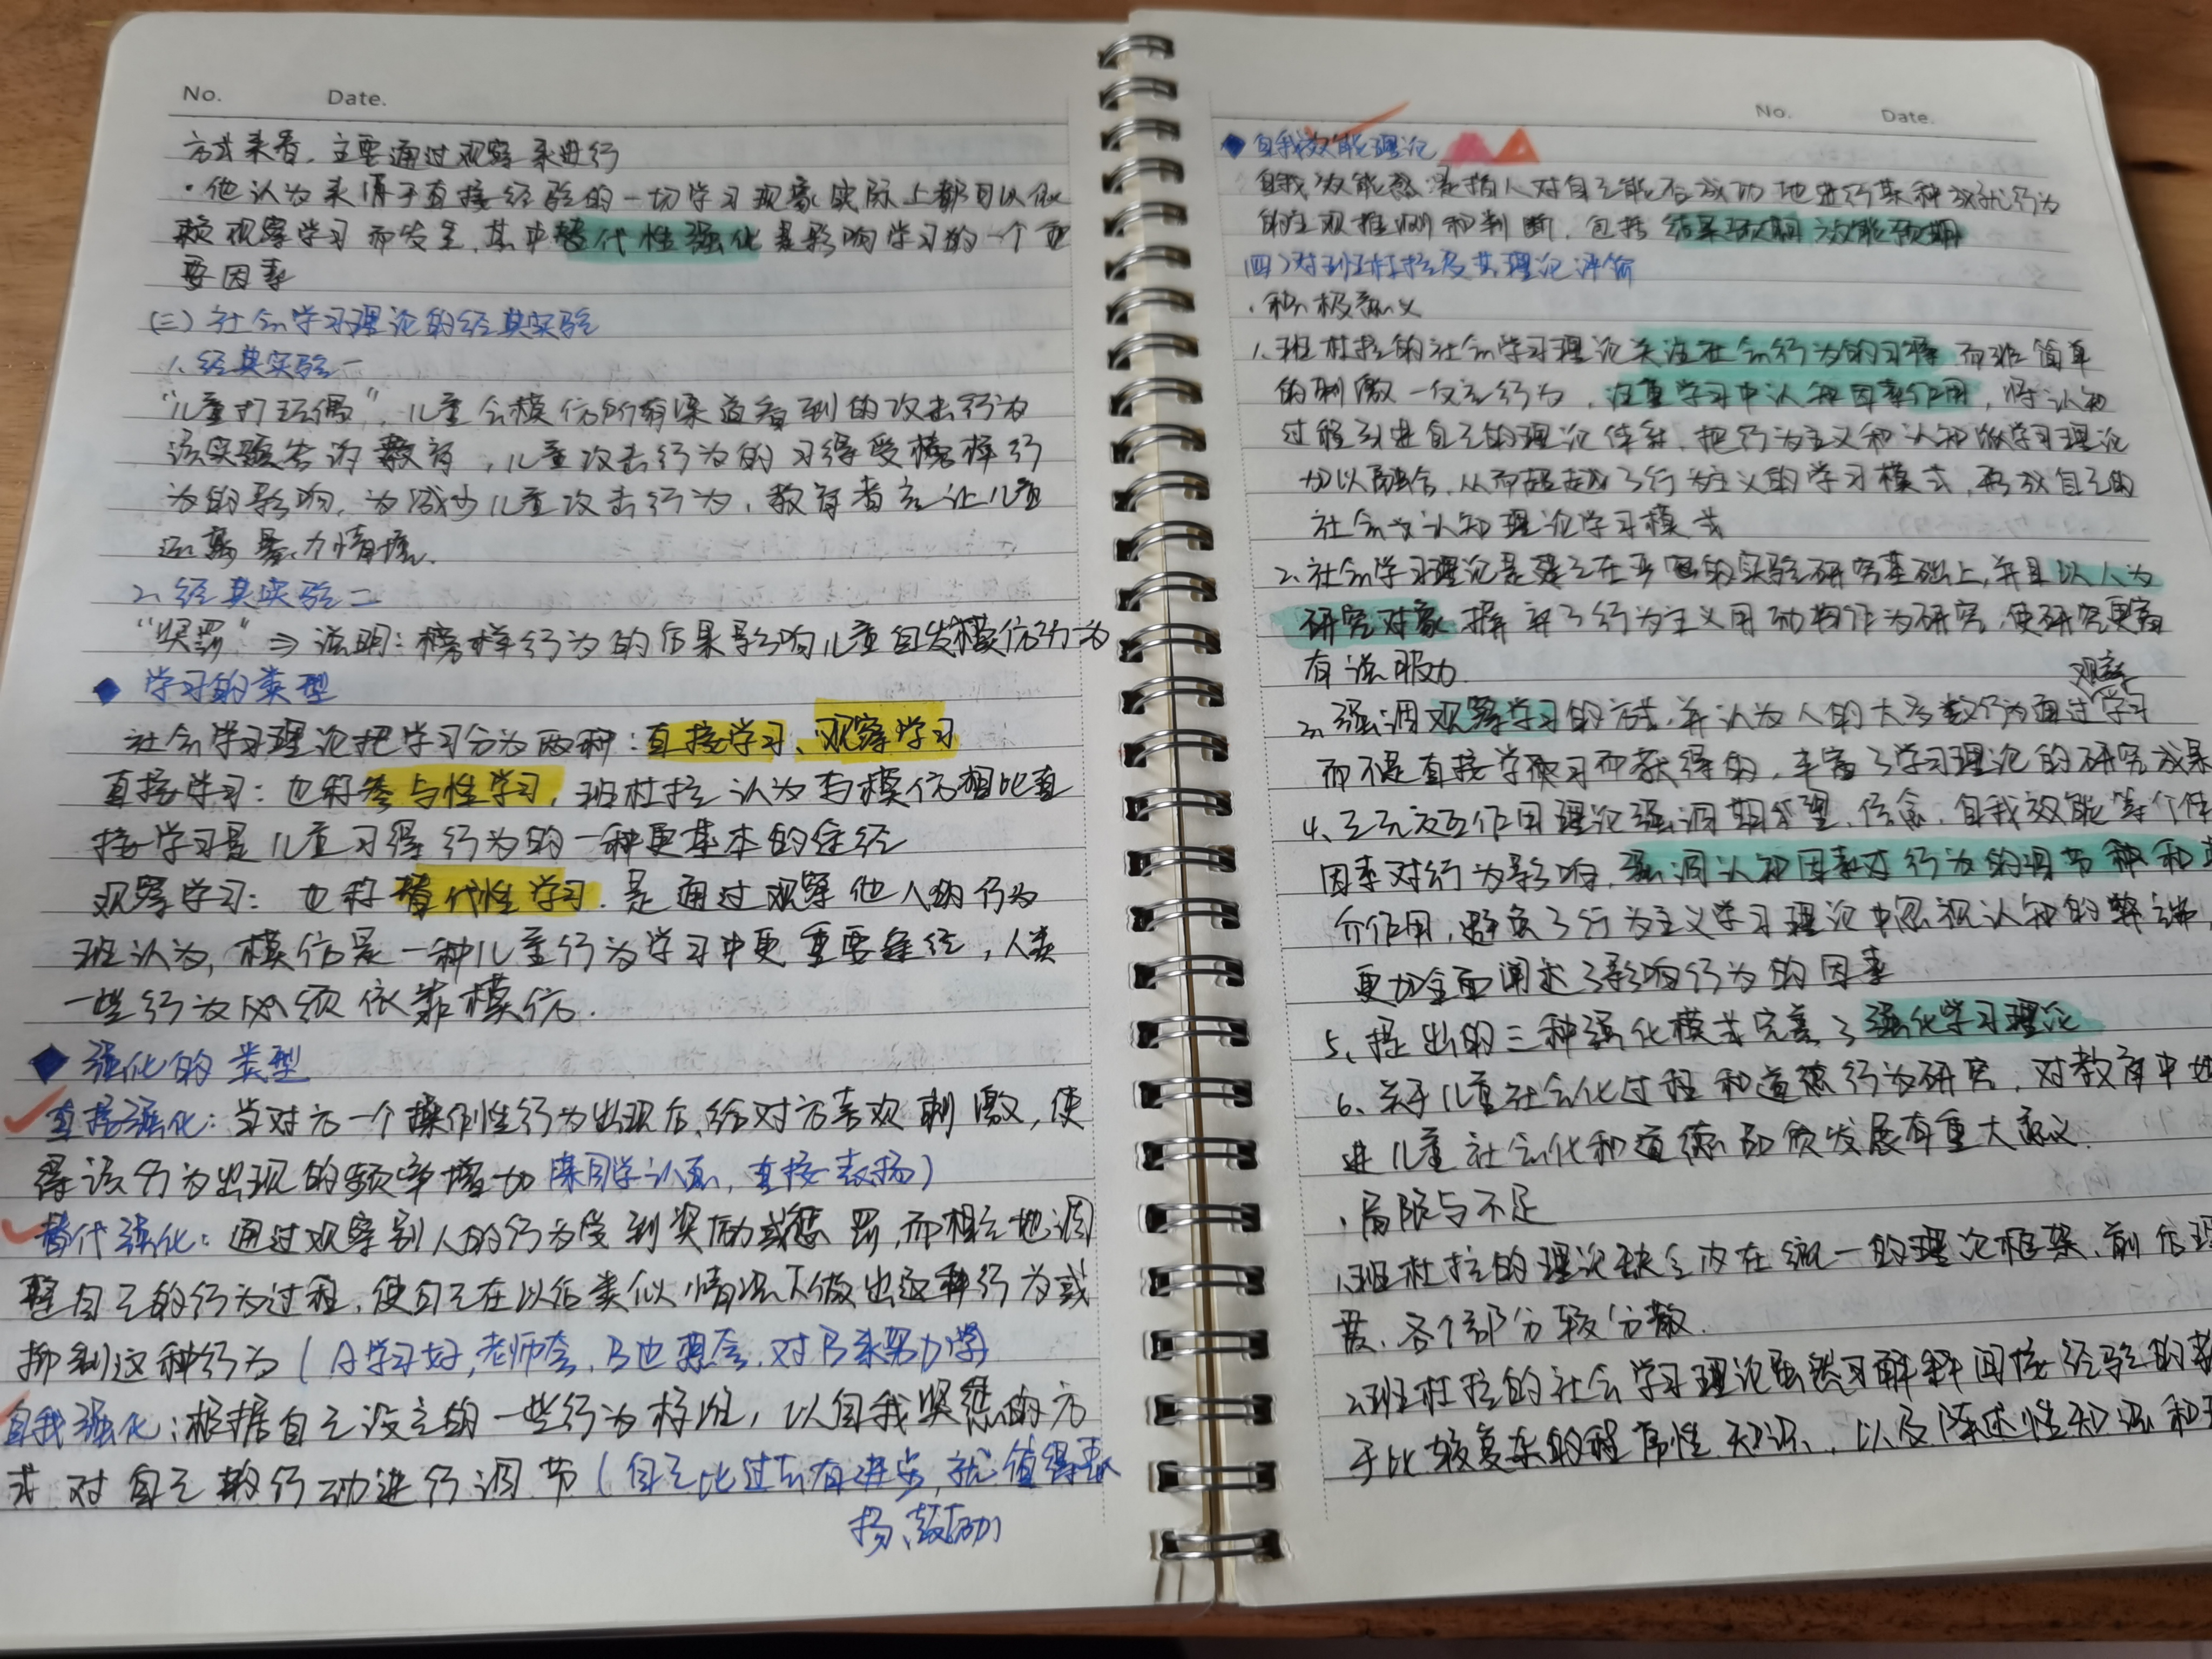 No. Date.
方式来看，主要通过观察来进行
·他认为来源于直接经验的一切学习现象实际上都可以依
赖观察学习而发生，其中替代性强化是影响学习的一个重
要因素
(三)社会学习理论的经典实验
1.经典实验一
“儿童打玩偶”，儿童会模仿所有渠道看到的攻击行为
该实验告诉教育，儿童攻击行为的习得受榜样行
为的影响，为减少儿童攻击行为，教育者应让儿童
远离暴力情境.
2.经典实验二
“奖罚”⇒说明：榜样行为的后果影响儿童自发模仿行为
◆ 学习的类型
社会学习理论把学习分为两种：直接学习、观察学习
直接学习：也称参与性学习，班杜拉认为与模仿相比直
接学习是儿童习得行为的一种更基本的途径
观察学习：也称替代性学习.是通过观察他人的行为
班认为，模仿是一种儿童行为学习中更重要途径，人类
一些行为必须依靠模仿.
◆ 强化的类型
直接强化：当对方一个操作性行为出现后，给对方喜欢刺激，使
得该行为出现的频率增加 同学认真，直接表扬）
替代强化：通过观察别人的行为受到奖励或惩罚，而相应地调
整自己的行为过程，使自己在以后类似情况下做出这种行为或
抑制这种行为（A学习好，老师夸，B也想夸，对B来努力学
自我强化：根据自己设立的一些行为标准，以自我奖惩的方
式对自己的行动进行调节（自己比过去有进步，就值得表
扬、鼓励）
No. Date.
◆自我效能理论
自我效能感是指人对自己能否成功地进行某种成就行为
的主观推测和判断，包括结果预期 效能预期
(四)对班杜拉及其理论评价
·积极意义
1.班杜拉的社会学习理论关注社会行为的习得而非简单
的刺激一反应行为，注重学习中认知因素作用，将认知
过程引进自己的理论体系，把行为主义和认知派学习理论
加以融合，从而超越了行为主义的学习模式，形成自己的
社会 认知理论学习模式
2.社会学习理论是建立在严密的实验研究基础上，并且以人为
研究对象 摒弃了行为主义用动物作为研究，使研究更富
有说服力.
3.强调观察学习的方式，并认为人的大多数行为通过观察学习
而不是直接学习而获得的，丰富了学习理论的研究成果
4、三元交互作用理论强调期望、信念、自我效能等个体
因素对行为影响，强调认知因素对行为的调节 和
介作用，避免了行为主义学习理论中忽视认知的弊端，
更加全面阐述了影响行为的因素
5、提出的三种强化模式完善了强化学习理论
6、关于儿童社会化过程和道德行为研究，对教育中
进儿童社会化和道德品质发展有重大意义.
·局限与不足
1.班杜拉的理论缺乏内在统一的理论框架，前后
、各个部分较分散.
2.班杜拉的社会学习理论虽然可解释间接经验的
于比较复杂的程序性知识，以及陈述性知识和